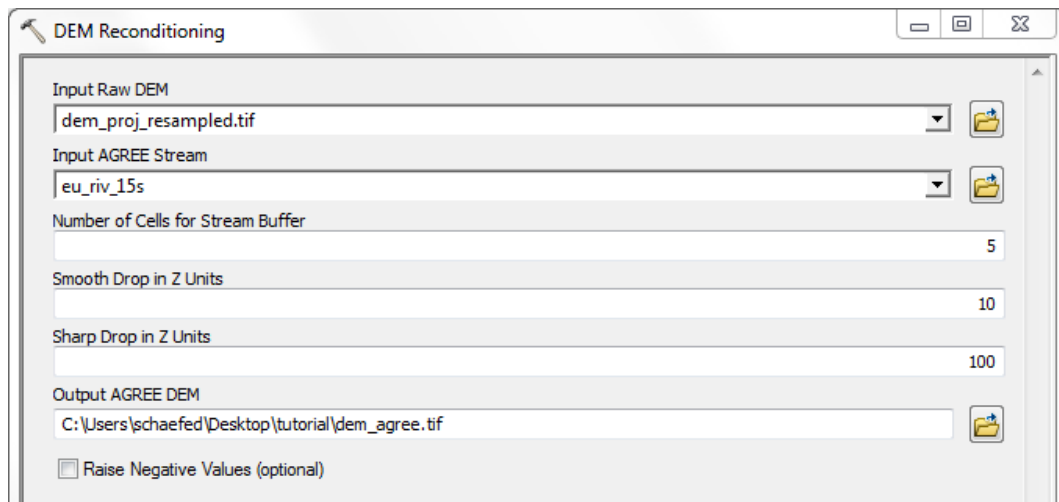 DEM Reconditioning
Input Raw DEM
dem_proj_resampled.tif
Input AGREE Stream
eu_riv_15s
Number of Cells for Stream Buffer
5
Smooth Drop in Z Units
10
Sharp Drop in Z Units
100
Output AGREE DEM
C:\Users\schaefed\Desktop\tutorial\dem_agree.tif
Raise Negative Values (optional)